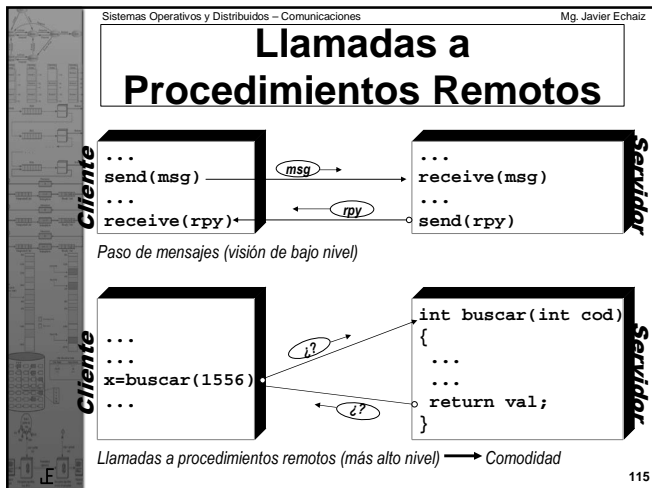 Sistemas Operativos y Distribuidos – Comunicaciones
Mg. Javier Echaiz
Llamadas a
Procedimientos Remotos
Cliente
...
send(msg)
...
receive(rpy)
msg
rpy
...
receive(msg)
...
send(rpy)
Servidor
Paso de mensajes (visión de bajo nivel)
Cliente
...
...
x=buscar(1556)
...
¿?
¿?
int buscar(int cod)
{
...
...
return val;
}
Servidor
Llamadas a procedimientos remotos (más alto nivel) → Comodidad
JE
115